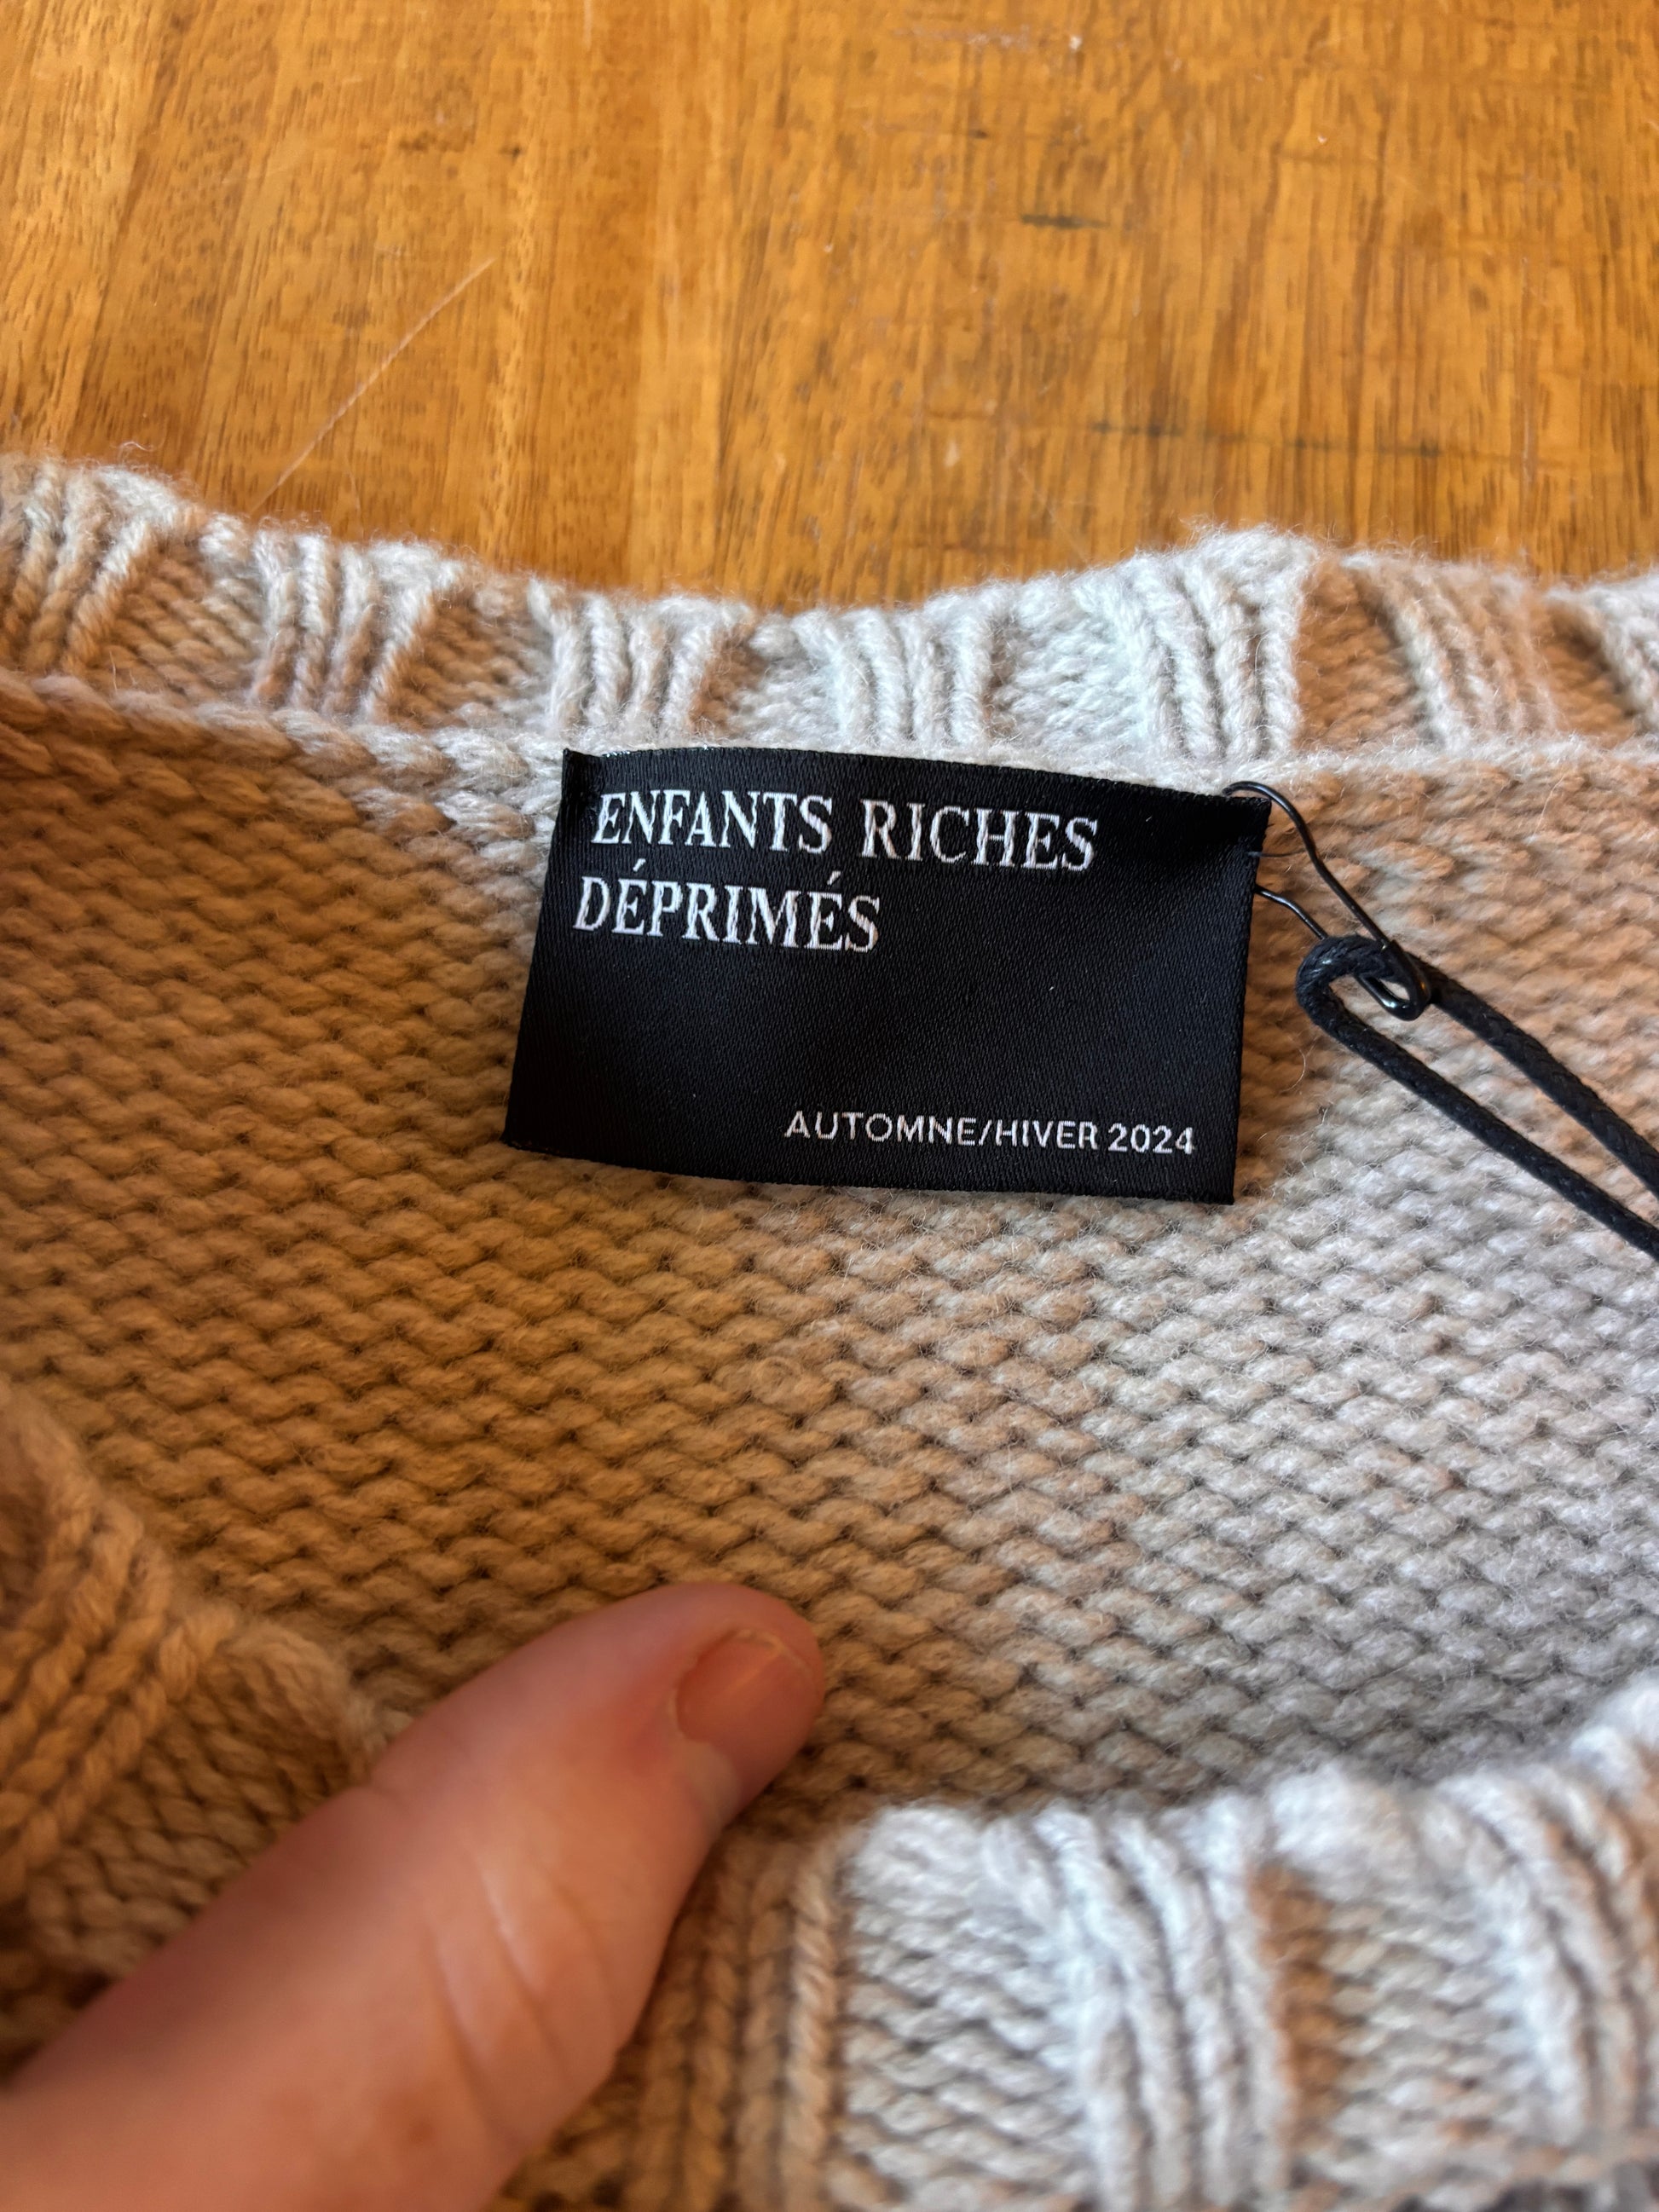 ENFANTS RICHES
DÉPRIMÉS
AUTOMNE/HIVER 2024